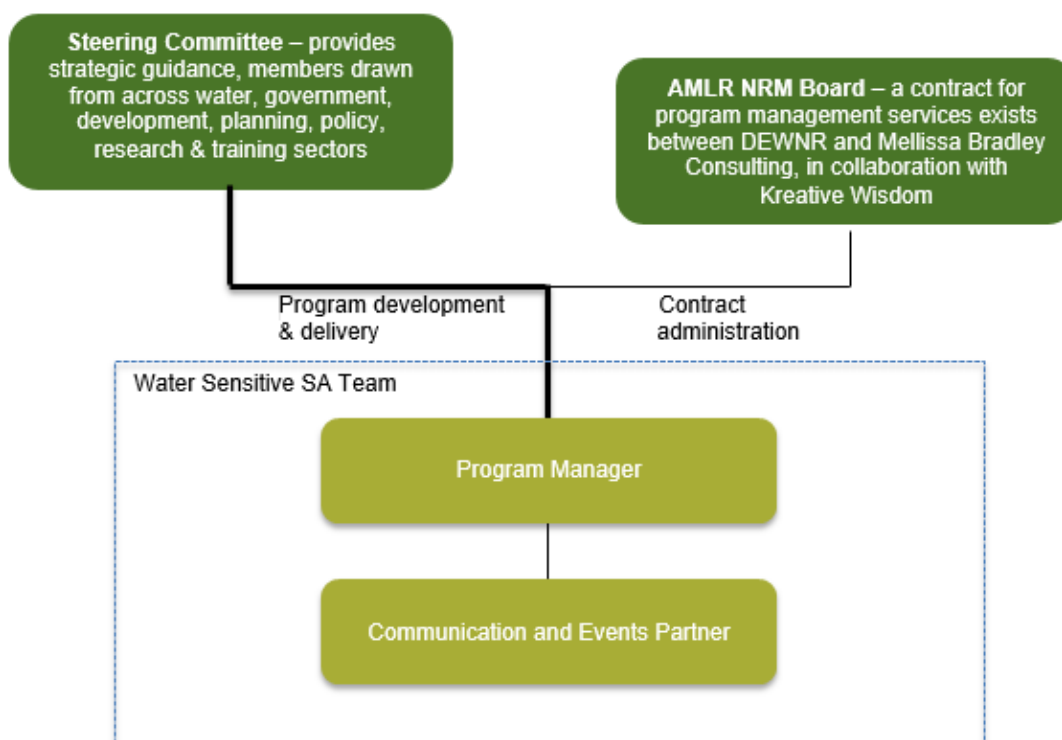 Steering Committee – provides
strategic guidance, members drawn
from across water, government,
development, planning, policy,
research & training sectors
AMLR NRM Board – a contract for
program management services exists
between DEWNR and Mellissa Bradley
Consulting, in collaboration with
Kreative Wisdom
Program development
& delivery
Contract
administration
Water Sensitive SA Team
Program Manager
Communication and Events Partner